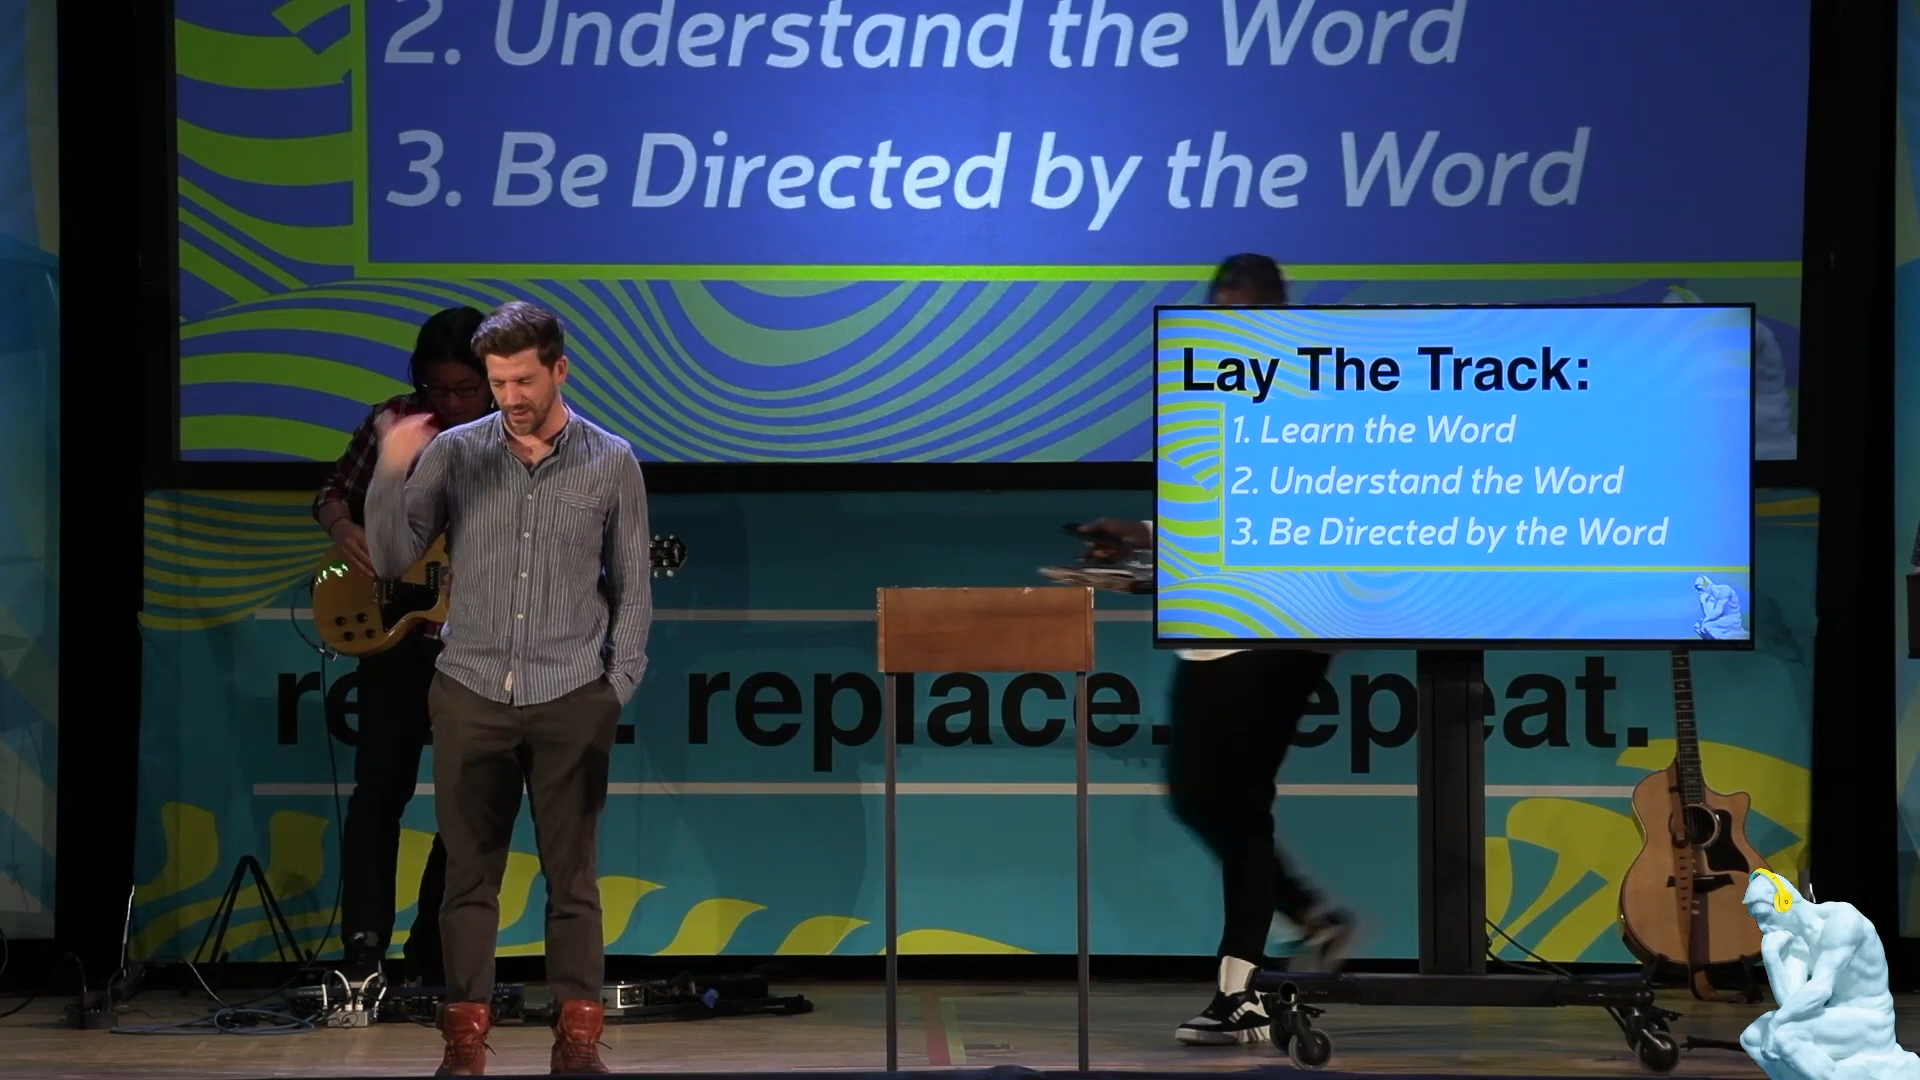 2. Understand the Word
3. Be Directed by the Word
Lay The Track:
1. Learn the Word
2. Understand the Word
3. Be Directed by the Word
replace. repeat.